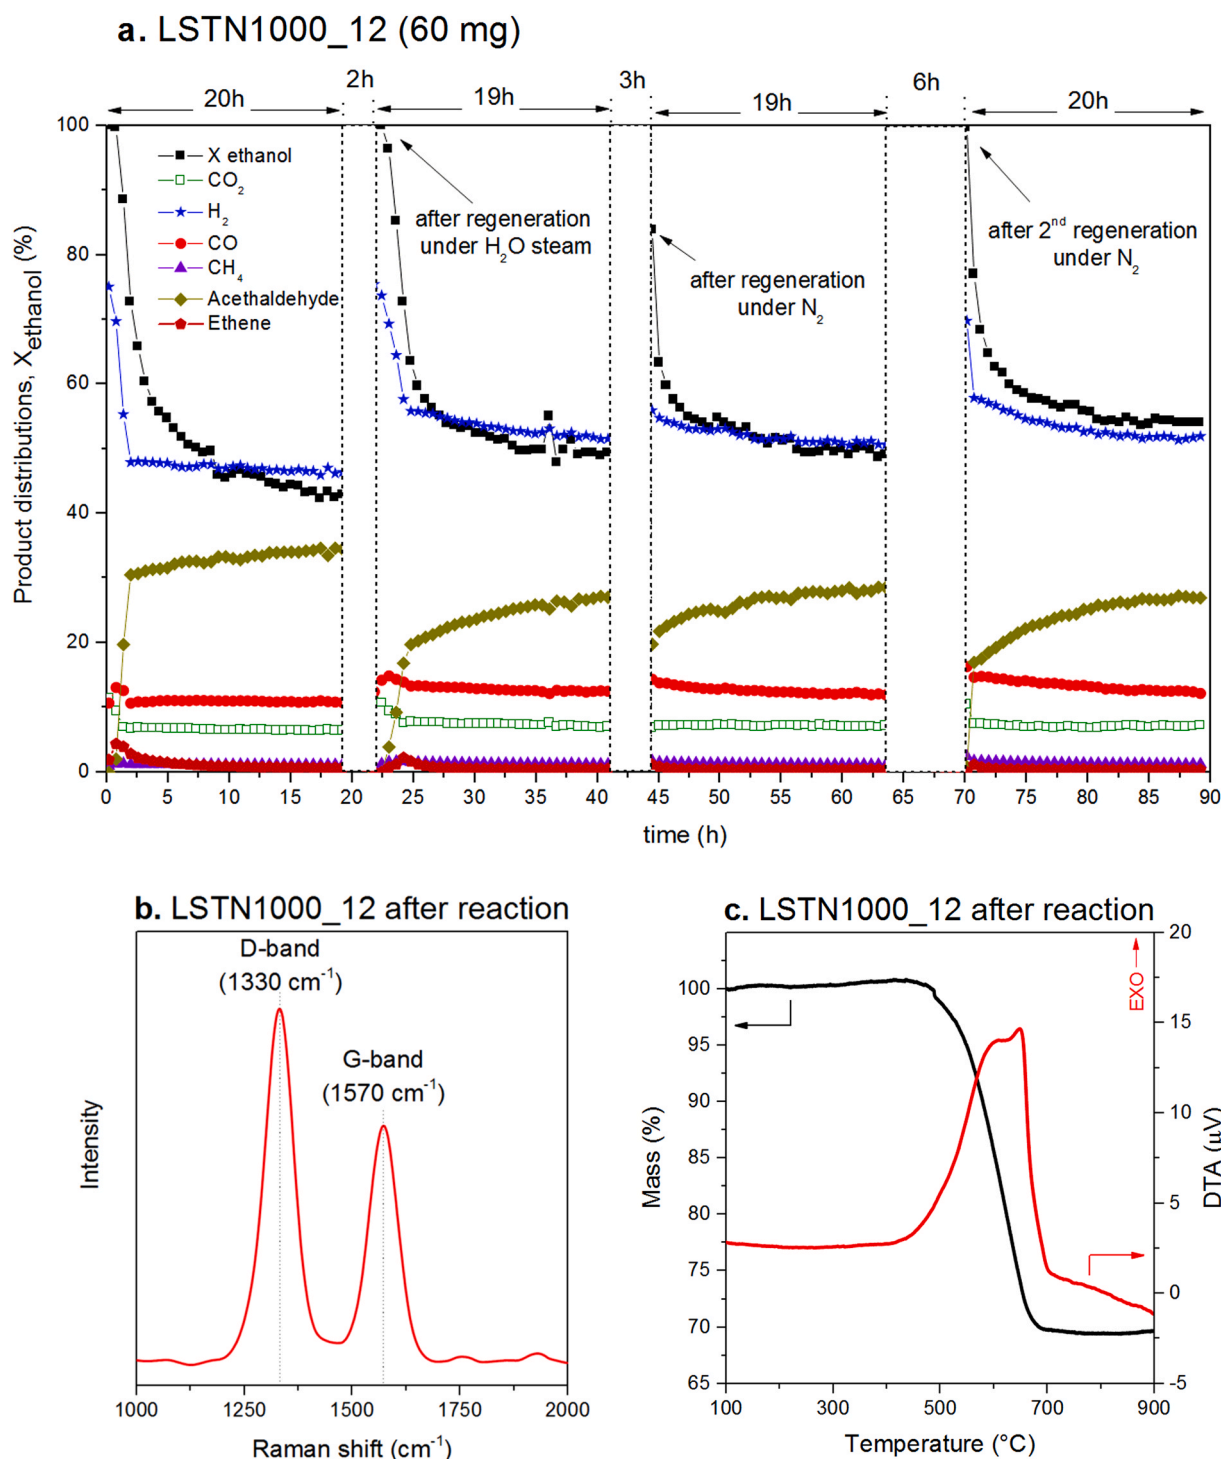 a. LSTN1000_12 (60 mg)
20h 2h 19h 3h 19h 6h 20h
Product distributions, X_ethanol (%)
100
80
60
40
20
0
X ethanol
CO₂
H₂
CO
CH₄
Acethaldehyde
Ethene
after regeneration
under H₂O steam
after regeneration
under N₂
after 2ⁿᵈ regeneration
under N₂
0 5 10 15 20 25 30 35 40 45 50 55 60 65 70 75 80 85 90
time (h)
b. LSTN1000_12 after reaction
D-band
(1330 cm⁻¹)
G-band
(1570 cm⁻¹)
Intensity
1000 1250 1500 1750 2000
Raman shift (cm⁻¹)
c. LSTN1000_12 after reaction
Mass (%)
100
95
90
85
80
75
70
65
EXO
20
15
10
5
0
-5
DTA (µV)
100 300 500 700 900
Temperature (°C)